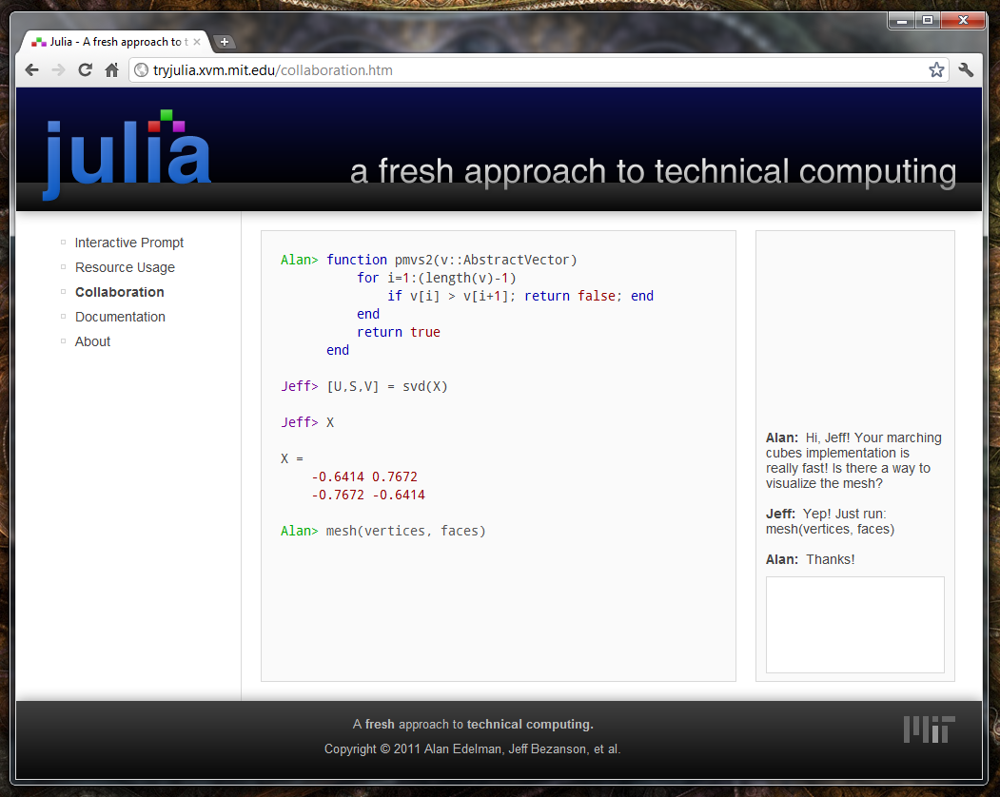 Julia - A fresh approach to t
tryjulia.xvm.mit.edu/collaboration.htm
julia
a fresh approach to technical computing
Interactive Prompt
Resource Usage
Collaboration
Documentation
About
Alan> function pmvs2(v::AbstractVector)
for i=1:(length(v)-1)
if v[i] > v[i+1]; return false; end
end
return true
end
Jeff> [U,S,V] = svd(X)
Jeff> X
X =
-0.6414 0.7672
-0.7672 -0.6414
Alan> mesh(vertices, faces)
Alan: Hi, Jeff! Your marching
cubes implementation is
really fast! Is there a way to
visualize the mesh?
Jeff: Yep! Just run:
mesh(vertices, faces)
Alan: Thanks!
A fresh approach to technical computing.
Copyright © 2011 Alan Edelman, Jeff Bezanson, et al.
MIT